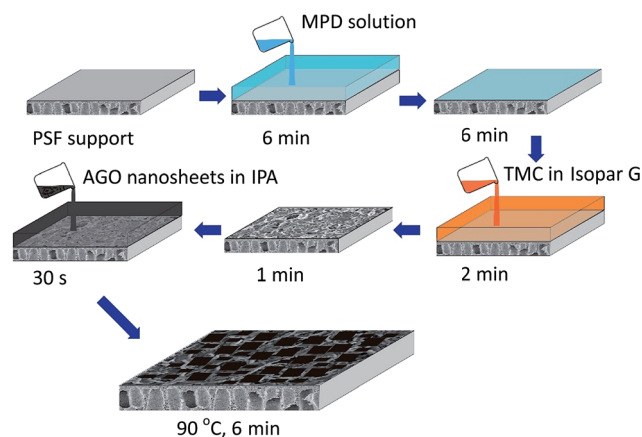 MPD solution
PSF support
6 min
6 min
AGO nanosheets in IPA
TMC in Isopar G
30 s
1 min
2 min
90 °C, 6 min